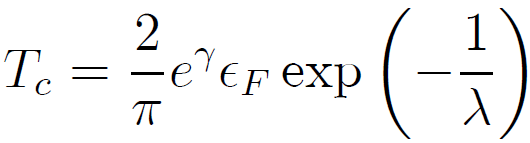 T_c = \frac{2}{\pi} e^{\gamma} \epsilon_F \exp\left(-\frac{1}{\lambda}\right)